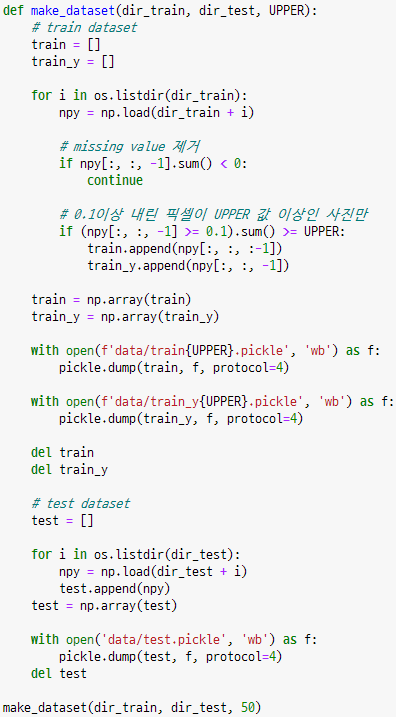 def make_dataset(dir_train, dir_test, UPPER):
    # train dataset
    train = []
    train_y = []

    for i in os.listdir(dir_train):
        npy = np.load(dir_train + i)

        # missing value 제거
        if npy[:, :, -1].sum() < 0:
            continue

        # 0.1이상 내린 픽셀이 UPPER 값 이상인 사진만
        if (npy[:, :, -1] >= 0.1).sum() >= UPPER:
            train.append(npy[:, :, :-1])
            train_y.append(npy[:, :, -1])

    train = np.array(train)
    train_y = np.array(train_y)

    with open(f'data/train{UPPER}.pickle', 'wb') as f:
        pickle.dump(train, f, protocol=4)

    with open(f'data/train_y{UPPER}.pickle', 'wb') as f:
        pickle.dump(train_y, f, protocol=4)

    del train
    del train_y

    # test dataset
    test = []

    for i in os.listdir(dir_test):
        npy = np.load(dir_test + i)
        test.append(npy)
    test = np.array(test)

    with open('data/test.pickle', 'wb') as f:
        pickle.dump(test, f, protocol=4)
    del test

make_dataset(dir_train, dir_test, 50)